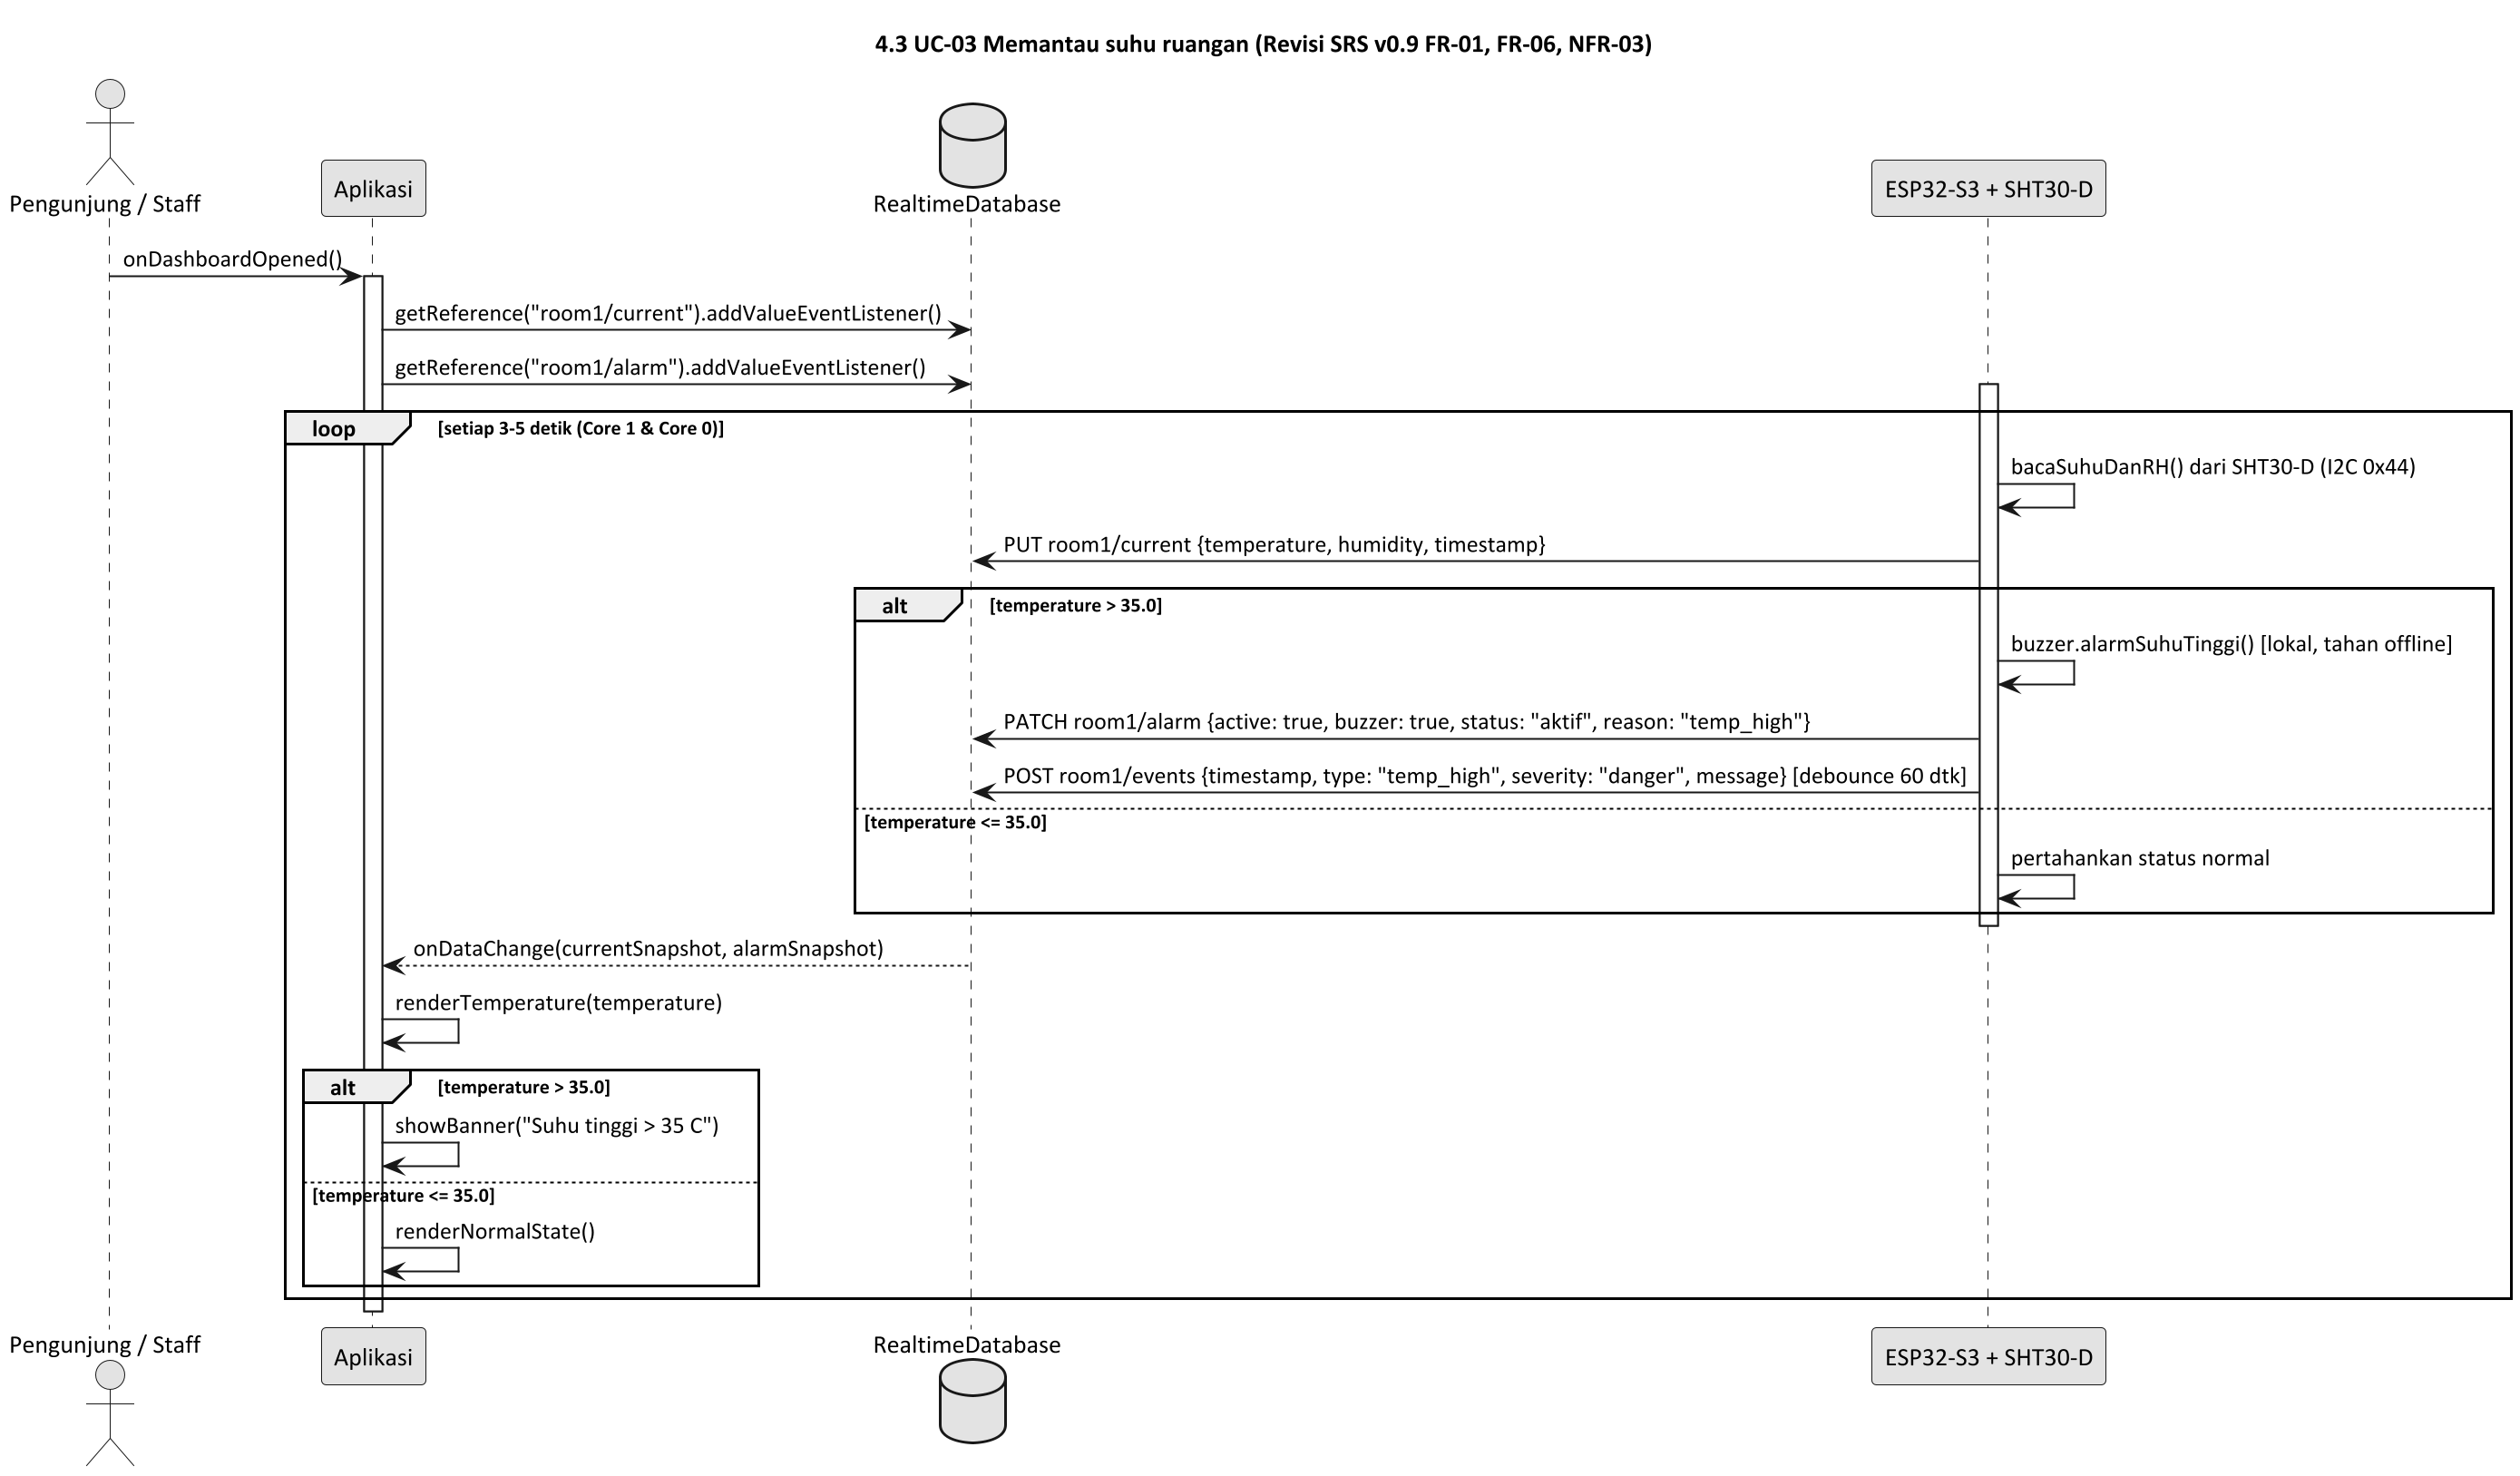 4.3 UC-03 Memantau suhu ruangan (Revisi SRS v0.9 FR-01, FR-06, NFR-03)
Pengunjung / Staff
Aplikasi
RealtimeDatabase
ESP32-S3 + SHT30-D
onDashboardOpened()
getReference("room1/current").addValueEventListener()
getReference("room1/alarm").addValueEventListener()
loop [setiap 3-5 detik (Core 1 & Core 0)]
bacaSuhuDanRH() dari SHT30-D (I2C 0x44)
PUT room1/current {temperature, humidity, timestamp}
alt [temperature > 35.0]
buzzer.alarmSuhuTinggi() [lokal, tahan offline]
PATCH room1/alarm {active: true, buzzer: true, status: "aktif", reason: "temp_high"}
POST room1/events {timestamp, type: "temp_high", severity: "danger", message} [debounce 60 dtk]
[temperature <= 35.0]
pertahankan status normal
onDataChange(currentSnapshot, alarmSnapshot)
renderTemperature(temperature)
alt [temperature > 35.0]
showBanner("Suhu tinggi > 35 C")
[temperature <= 35.0]
renderNormalState()
Pengunjung / Staff
Aplikasi
RealtimeDatabase
ESP32-S3 + SHT30-D